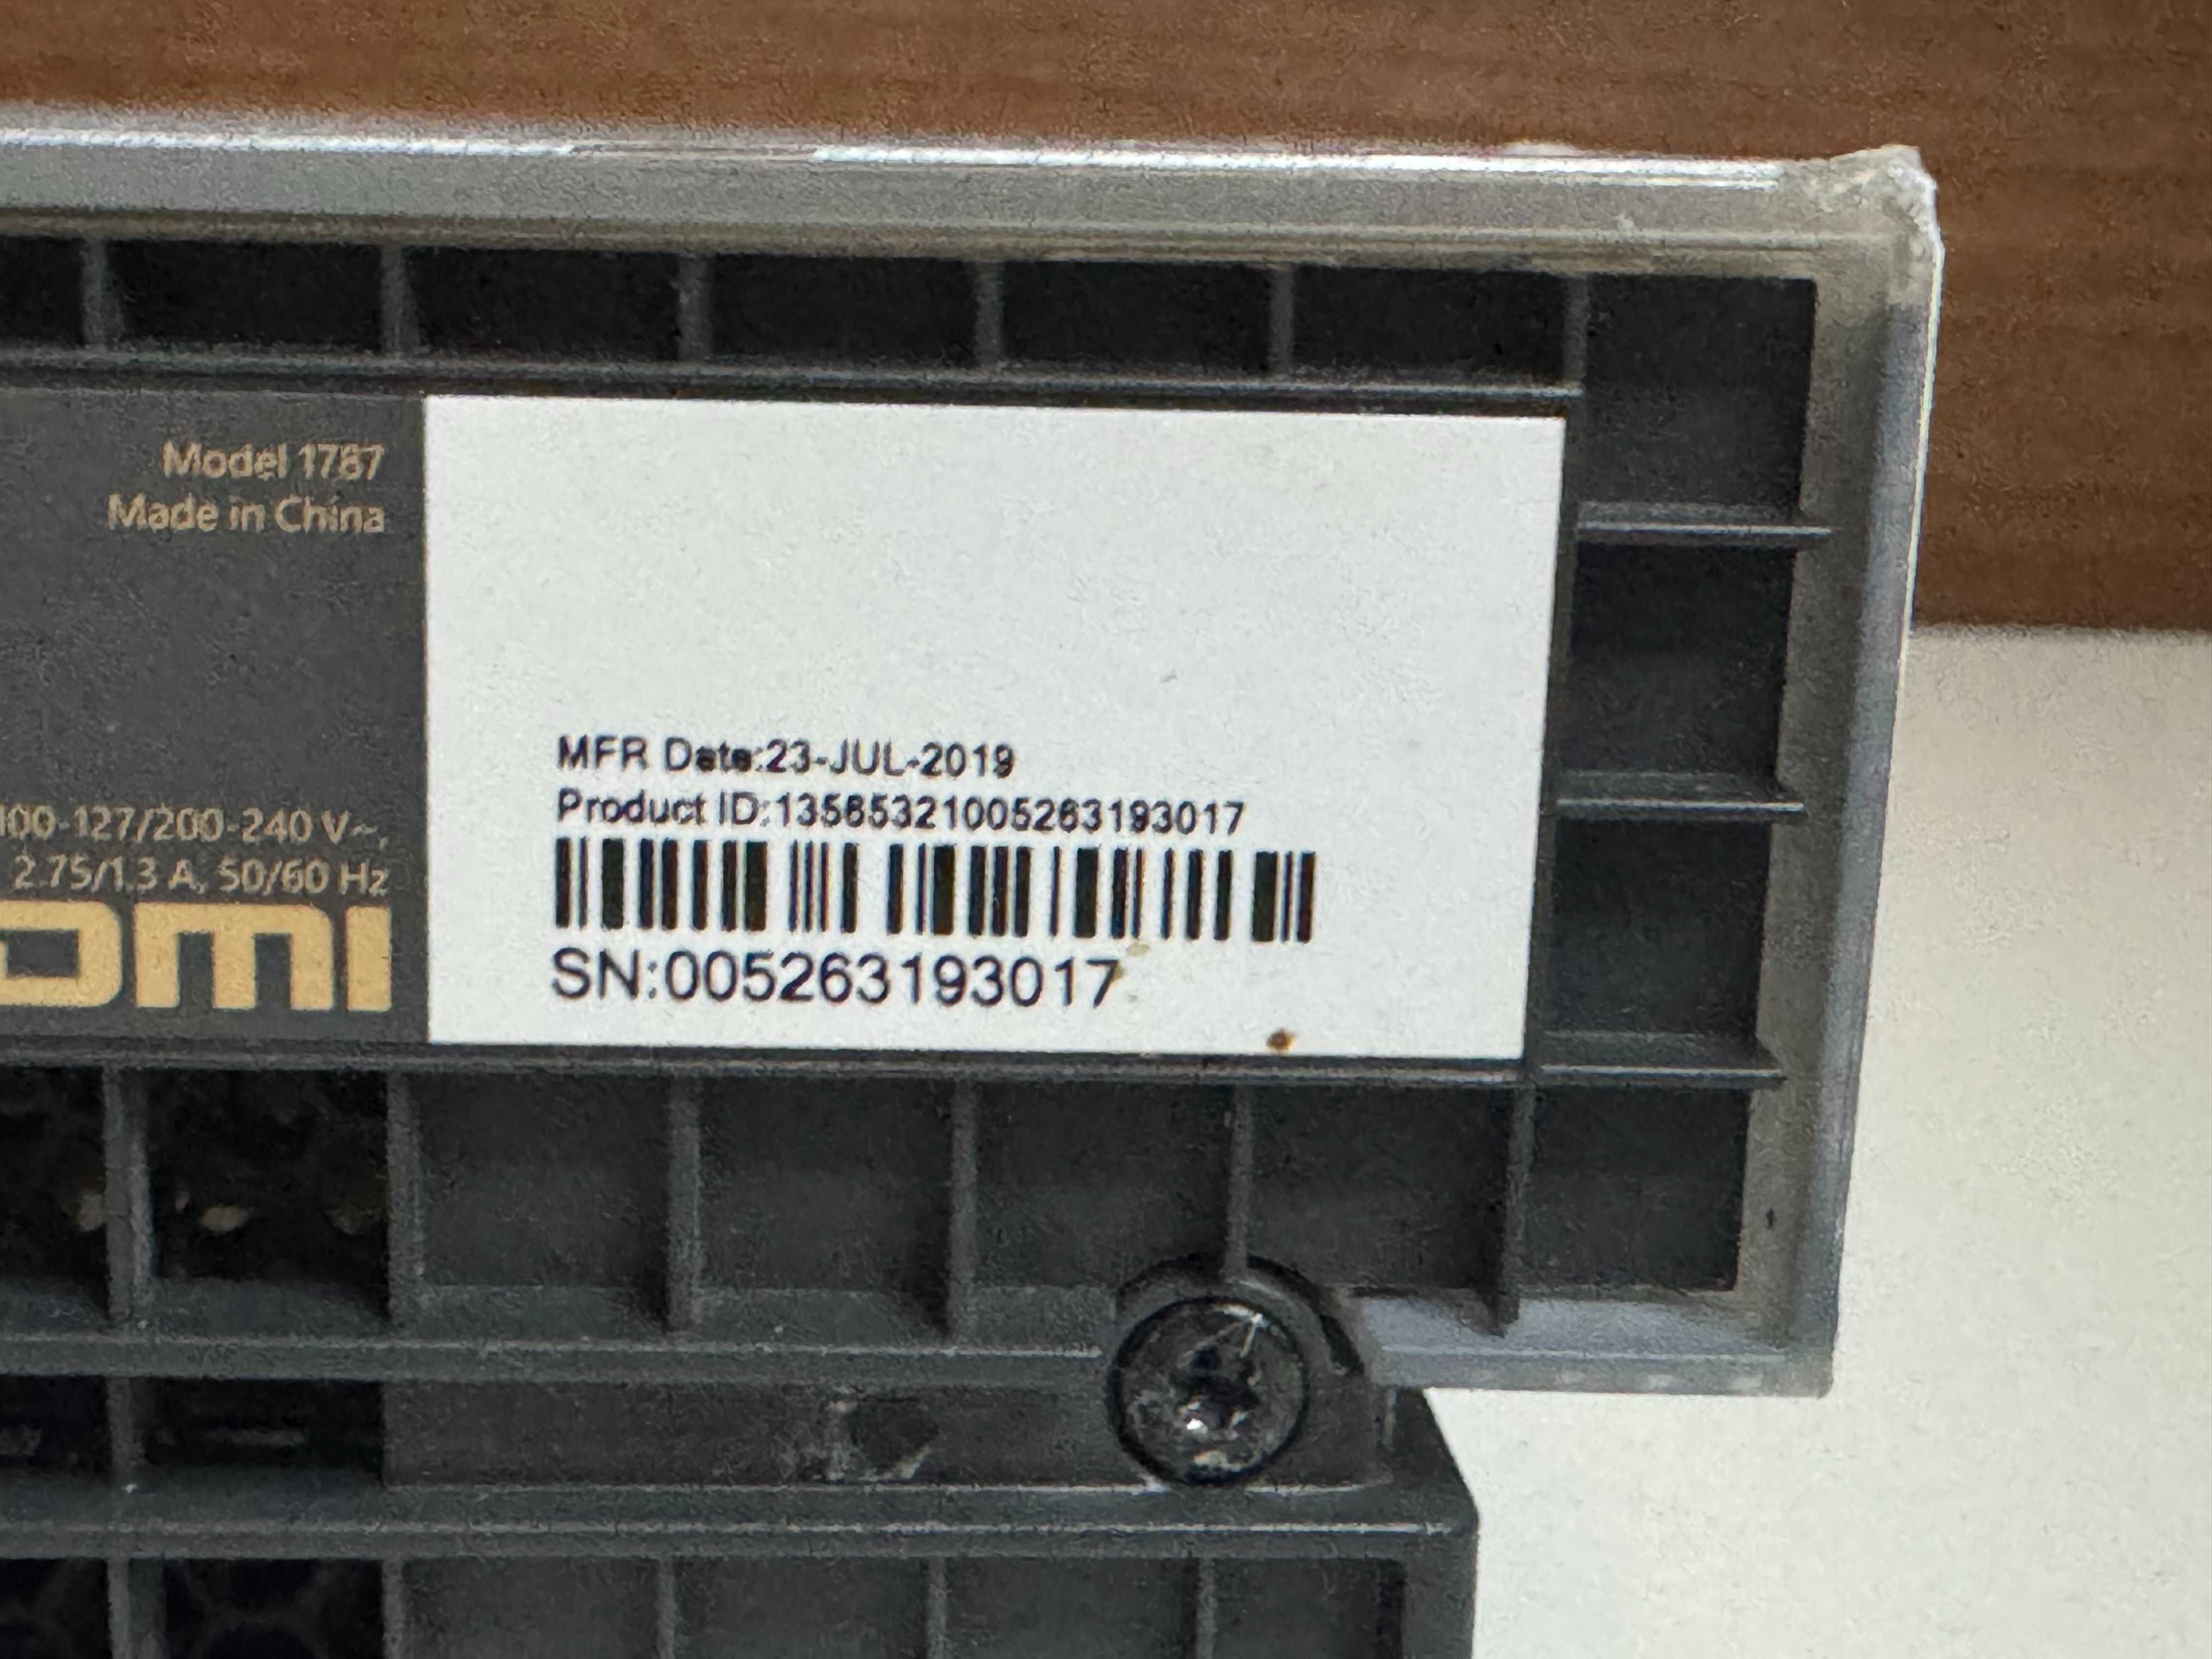 Model 1787
Made in China
100-127/200-240 V~,
2.75/1.3 A, 50/60 Hz
MFR Date:23-JUL-2019
Product ID:13585321005263193017
SN:005263193017